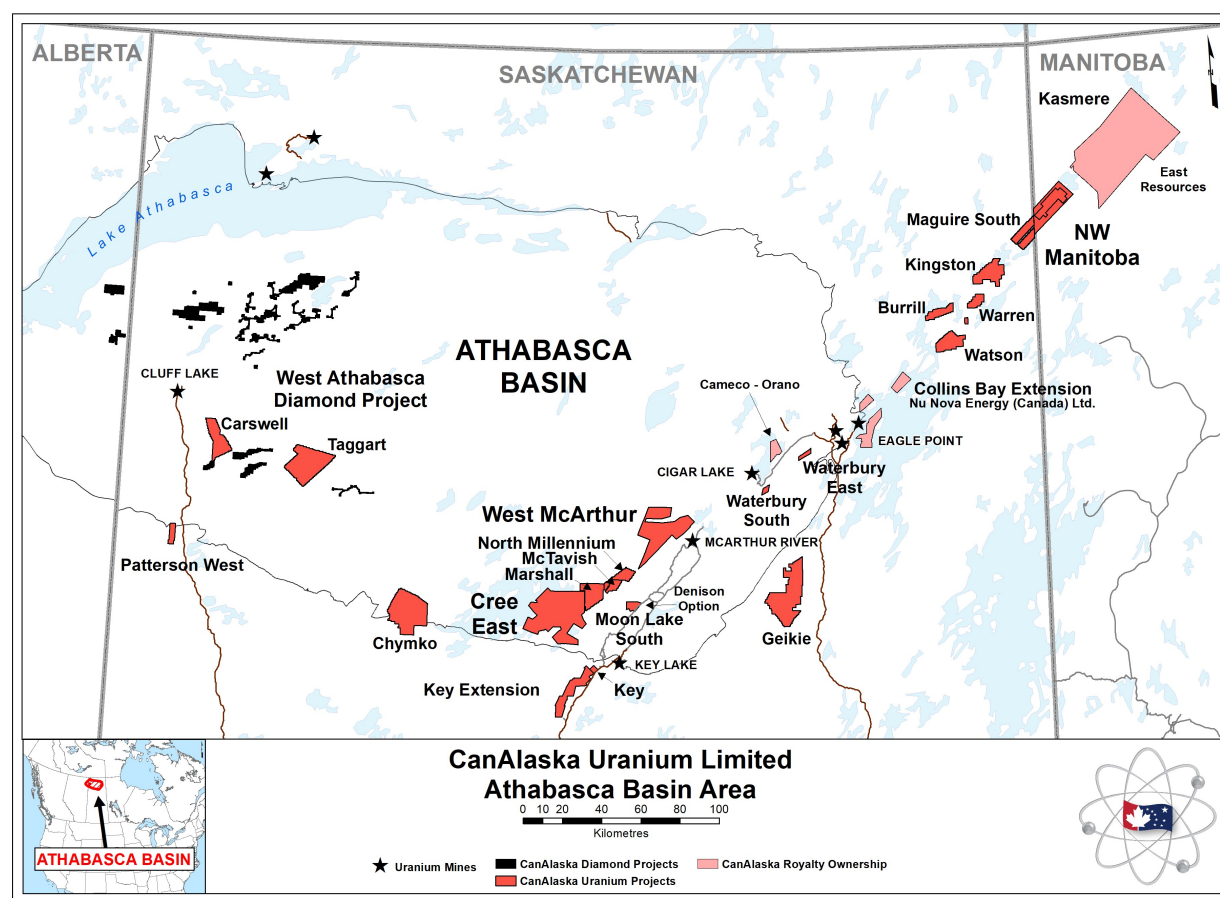 ALBERTA
SASKATCHEWAN
MANITOBA
N
Kasmere
East
Resources
Lake Athabasca
Maguire South
NW
Manitoba
Kingston
Burrill
Warren
Watson
ATHABASCA
BASIN
CLUFF LAKE
West Athabasca
Diamond Project
Cameco - Orano
Collins Bay Extension
Nu Nova Energy (Canada) Ltd.
Carswell
Taggart
EAGLE POINT
CIGAR LAKE
Waterbury
East
Waterbury
South
West McArthur
North Millennium
McTavish
Marshall
MCARTHUR RIVER
Patterson West
Denison
Option
Cree
East
Moon Lake
South
Chymko
Geikie
KEY LAKE
Key Extension
Key
CanAlaska Uranium Limited
Athabasca Basin Area
0 10 20 40 60 80 100
Kilometres
ATHABASCA BASIN
Uranium Mines
CanAlaska Diamond Projects
CanAlaska Royalty Ownership
CanAlaska Uranium Projects